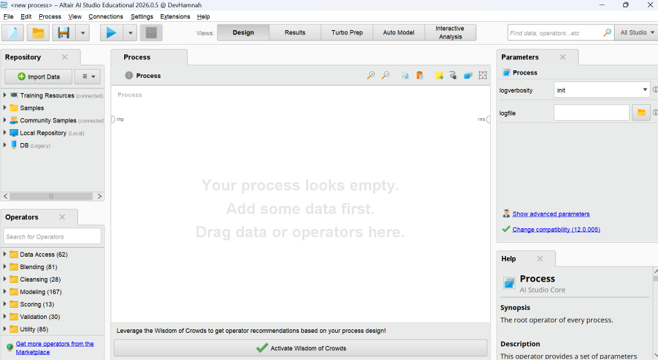 <new process> – Altair AI Studio Educational 2026.0.5 @ DevHamnah
File Edit Process View Connections Settings Extensions Help
Views: Design Results Turbo Prep Auto Model Interactive Analysis
Find data, operators...etc All Studio
Repository
Import Data
Training Resources (connected)
Samples
Community Samples (connected)
Local Repository (Local)
DB (Legacy)
Operators
Search for Operators
Data Access (62)
Blending (81)
Cleansing (28)
Modeling (167)
Scoring (13)
Validation (30)
Utility (85)
Get more operators from the
Marketplace
Process
Process
Process
inp
res
Your process looks empty.
Add some data first.
Drag data or operators here.
Leverage the Wisdom of Crowds to get operator recommendations based on your process design!
Activate Wisdom of Crowds
Parameters
Process
logverbosity init
logfile
Show advanced parameters
Change compatibility (12.0.005)
Help
Process
AI Studio Core
Synopsis
The root operator of every process.
Description
This operator provides a set of parameters